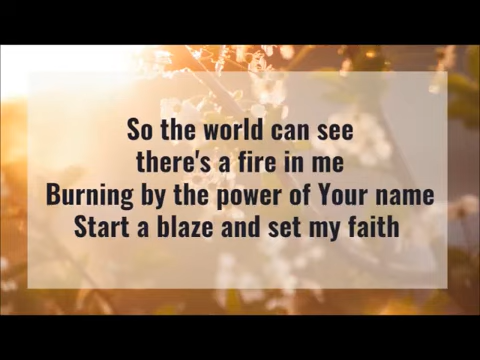 So the world can see
there's a fire in me
Burning by the power of Your name
Start a blaze and set my faith